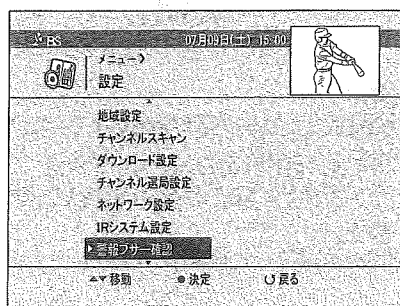 BS 07月09日(土) 15:00
メニュー〉
設定
地域設定
チャンネルスキャン
ダウンロード設定
チャンネル選局設定
ネットワーク設定
IRシステム設定
警報ブザー確認
移動 決定 戻る